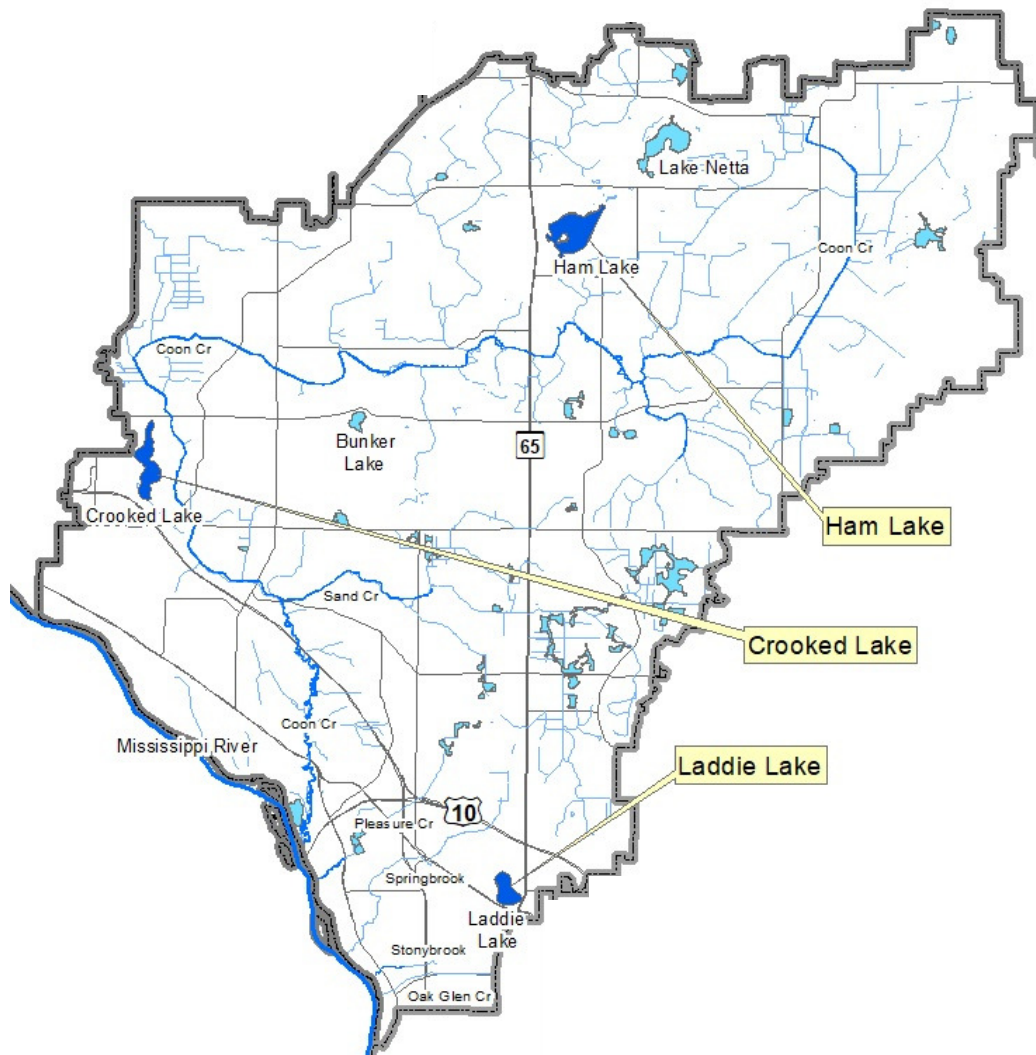 Lake Netta
Coon Cr
Ham Lake
Coon Cr
Bunker
Lake
65
Crooked Lake
Ham Lake
Sand Cr
Crooked Lake
Coon Cr
Mississippi River
Laddie Lake
10
Pleasure Cr
Springbrook
Laddie
Lake
Stonybrook
Oak Glen Cr